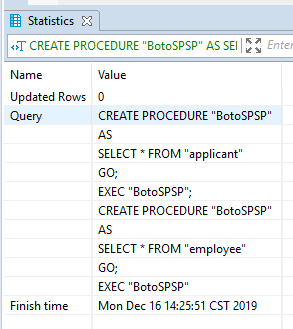 Statistics
CREATE PROCEDURE "BotoSPSP" AS SEI
Enter
Name Value
Updated Rows 0
Query CREATE PROCEDURE "BotoSPSP"
AS
SELECT * FROM "applicant"
GO;
EXEC "BotoSPSP";
CREATE PROCEDURE "BotoSPSP"
AS
SELECT * FROM "employee"
GO;
EXEC "BotoSPSP"
Finish time Mon Dec 16 14:25:51 CST 2019